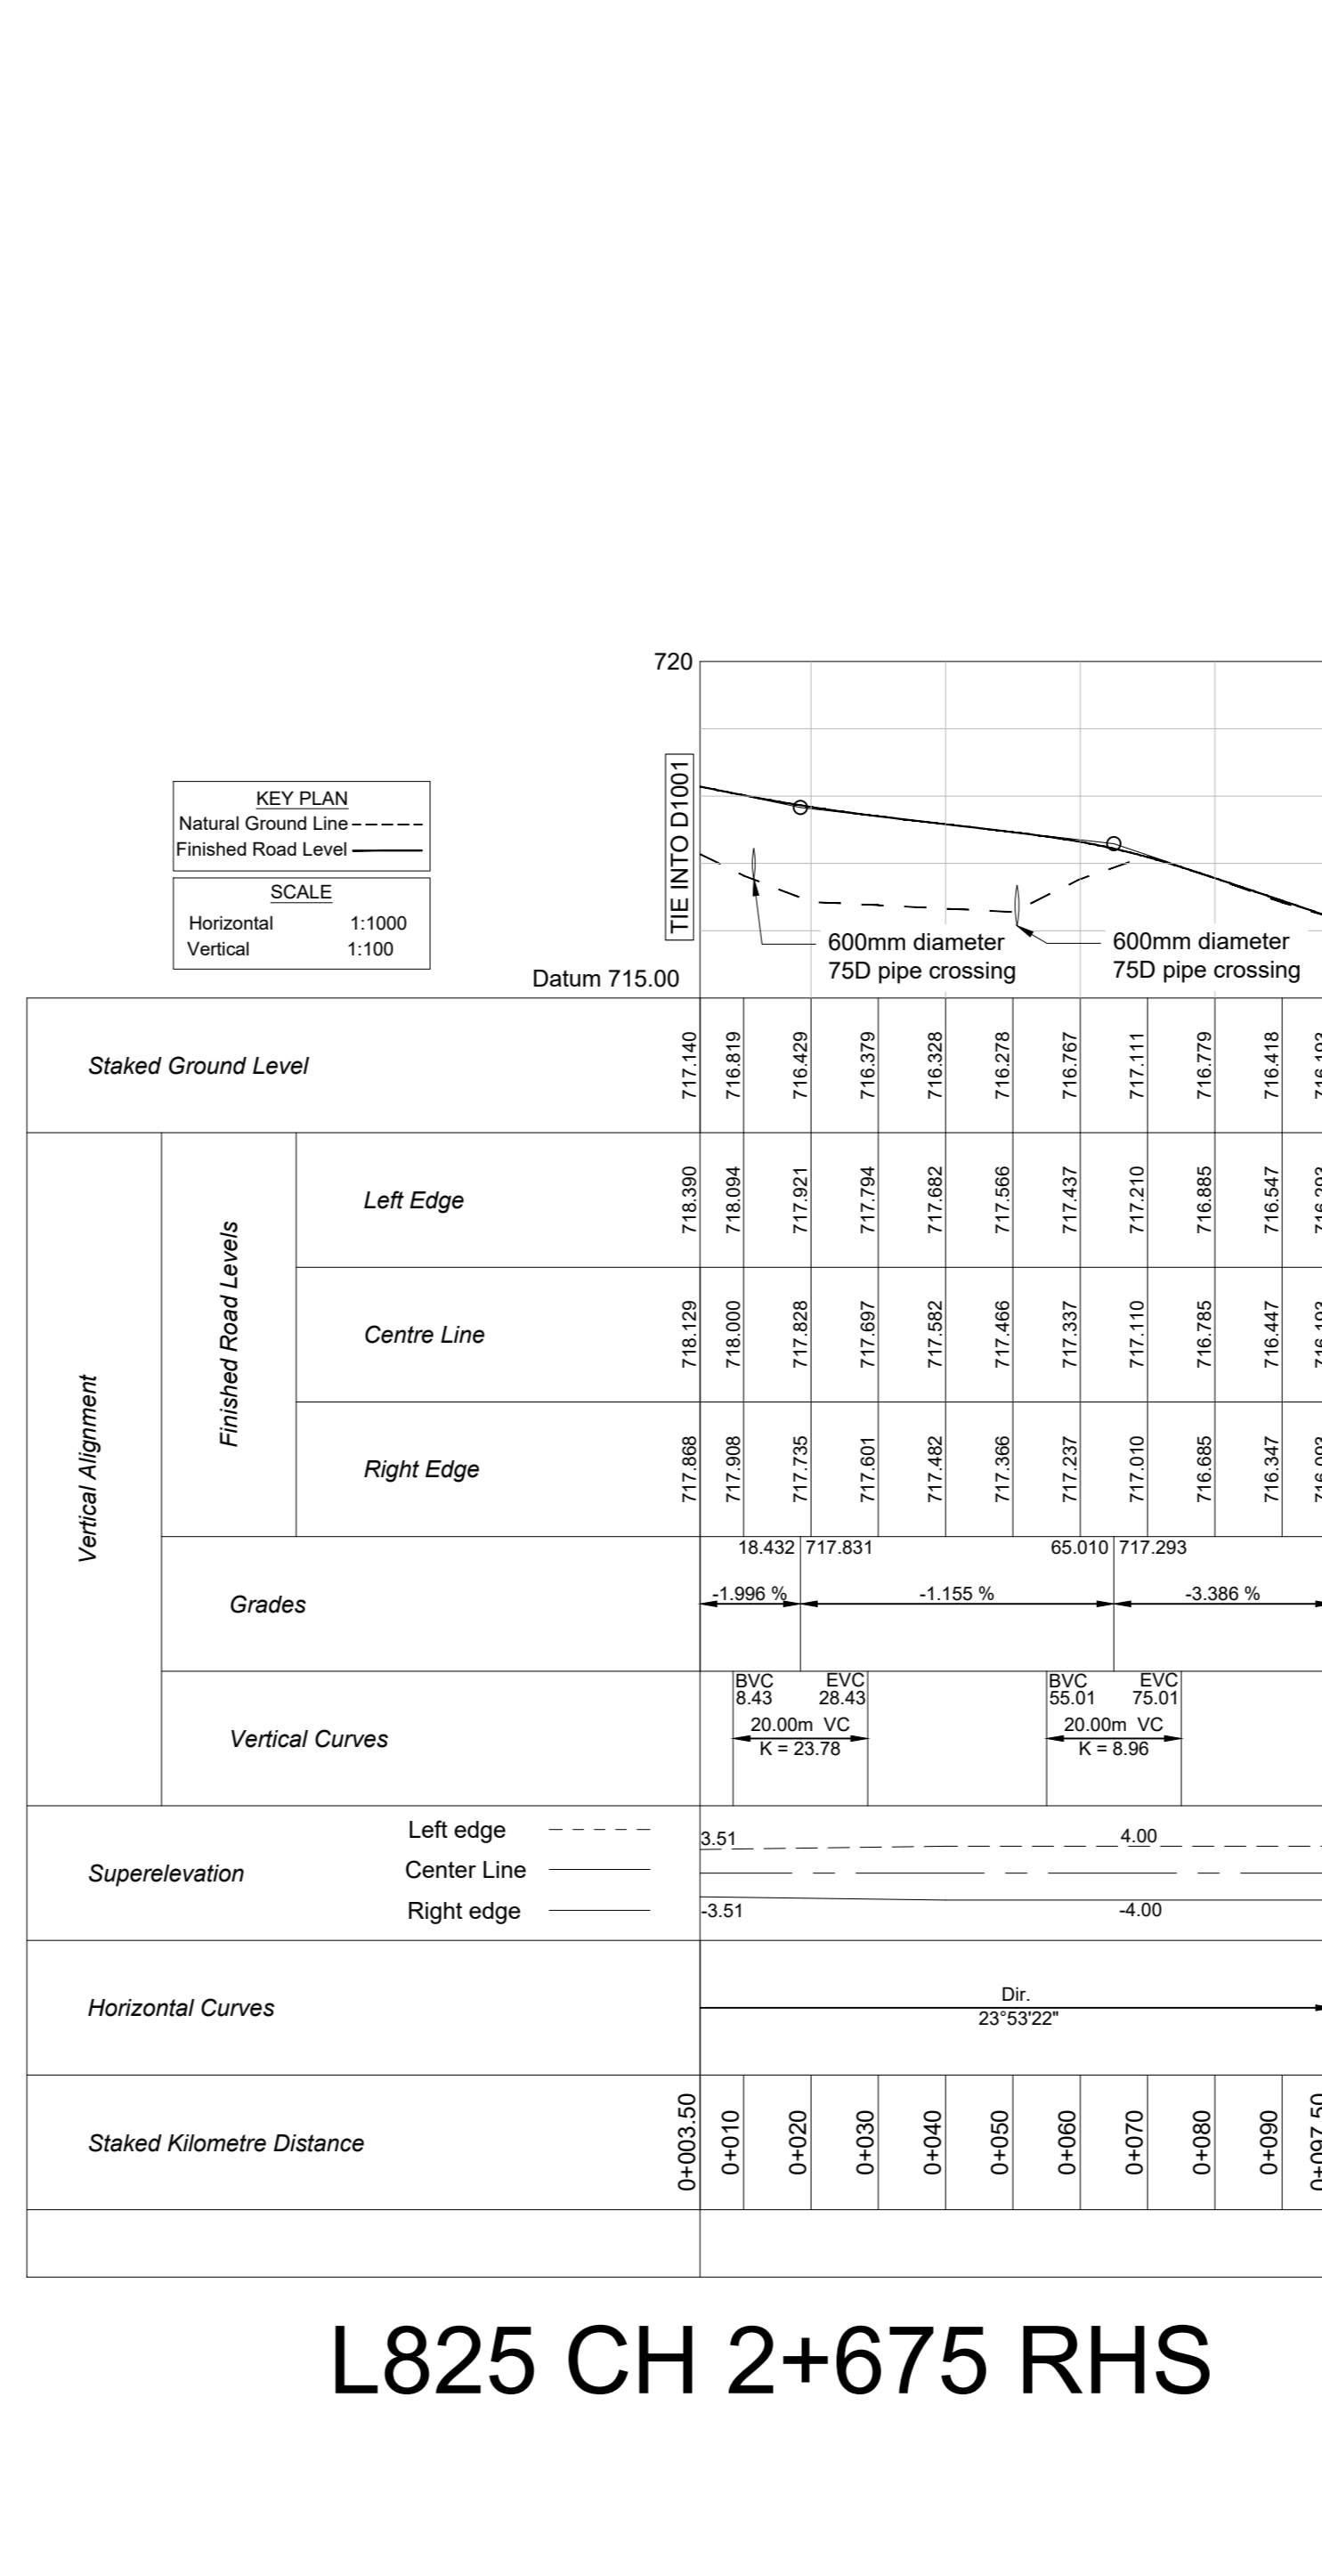 720
TIE INTO D1001
KEY PLAN
Natural Ground Line
Finished Road Level
SCALE
Horizontal 1:1000
Vertical 1:100
600mm diameter
75D pipe crossing
600mm diameter
75D pipe crossing
Datum 715.00
Staked Ground Level 717.140 716.819 716.429 716.379 716.328 716.278 716.767 717.111 716.779 716.418
Vertical Alignment
Finished Road Levels
Left Edge 718.390 718.094 717.921 717.794 717.682 717.566 717.437 717.210 716.885 716.547
Centre Line 718.129 718.000 717.828 717.697 717.582 717.466 717.337 717.110 716.785 716.447
Right Edge 717.868 717.908 717.735 717.601 717.482 717.366 717.237 717.010 716.685 716.347
Grades
18.432 717.831 65.010 717.293
-1.996 % -1.155 % -3.386 %
Vertical Curves
BVC EVC BVC EVC
8.43 28.43 55.01 75.01
20.00m VC 20.00m VC
K = 23.78 K = 8.96
Superelevation
Left edge
Center Line
Right edge
3.51 4.00
-3.51 -4.00
Horizontal Curves
Dir.
23°53'22"
Staked Kilometre Distance 0+003.50 0+010 0+020 0+030 0+040 0+050 0+060 0+070 0+080 0+090
L825 CH 2+675 RHS